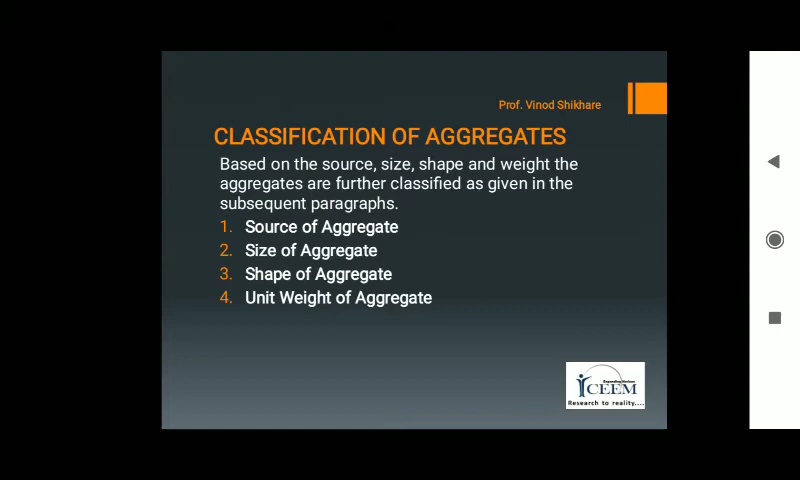 Prof. Vinod Shikhare
CLASSIFICATION OF AGGREGATES
Based on the source, size, shape and weight the
aggregates are further classified as given in the
subsequent paragraphs.
1. Source of Aggregate
2. Size of Aggregate
3. Shape of Aggregate
4. Unit Weight of Aggregate
Expanding Horizon
ICEEM
Research to reality....